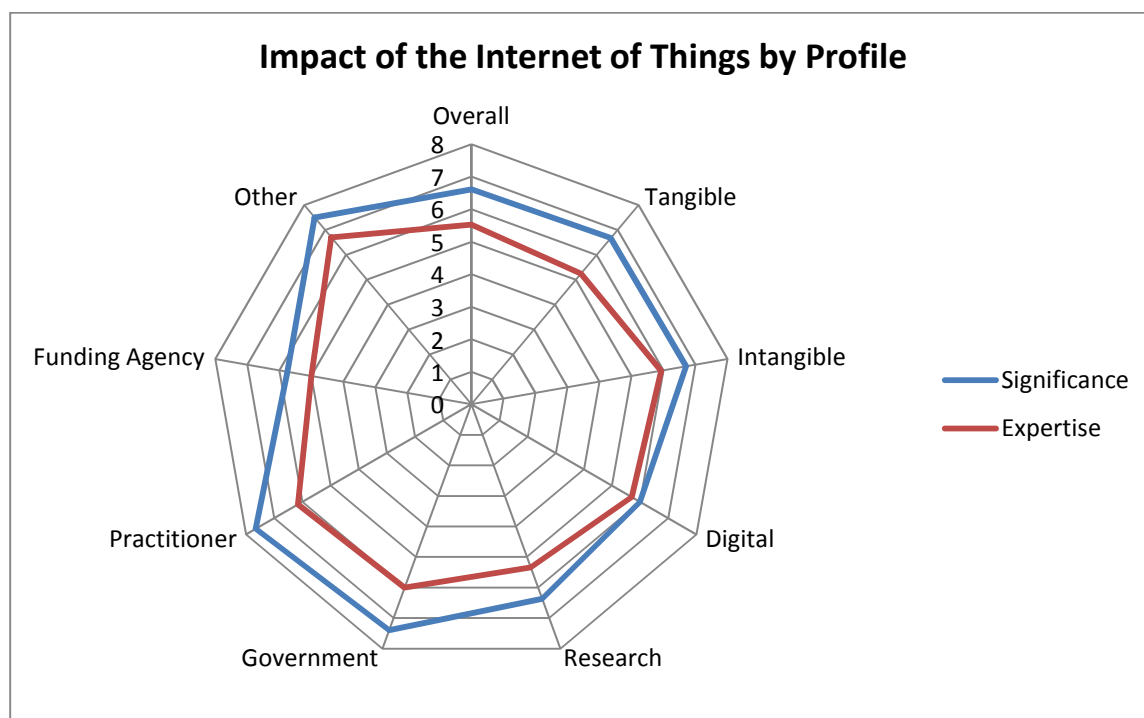 Impact of the Internet of Things by Profile
Overall
8
7
6
5
4
3
2
1
0
Tangible
Intangible
Digital
Research
Government
Practitioner
Funding Agency
Other
Significance
Expertise